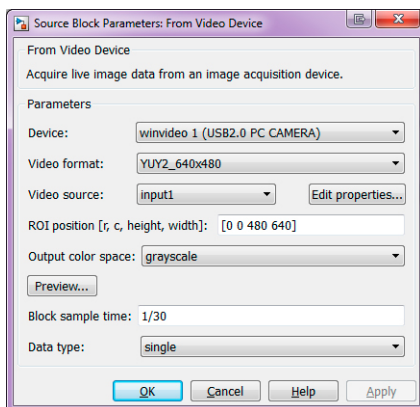 Source Block Parameters: From Video Device
From Video Device
Acquire live image data from an image acquisition device.
Parameters
Device: winvideo 1 (USB2.0 PC CAMERA)
Video format: YUY2_640x480
Video source: input1 Edit properties...
ROI position [r, c, height, width]: [0 0 480 640]
Output color space: grayscale
Preview...
Block sample time: 1/30
Data type: single
OK Cancel Help Apply